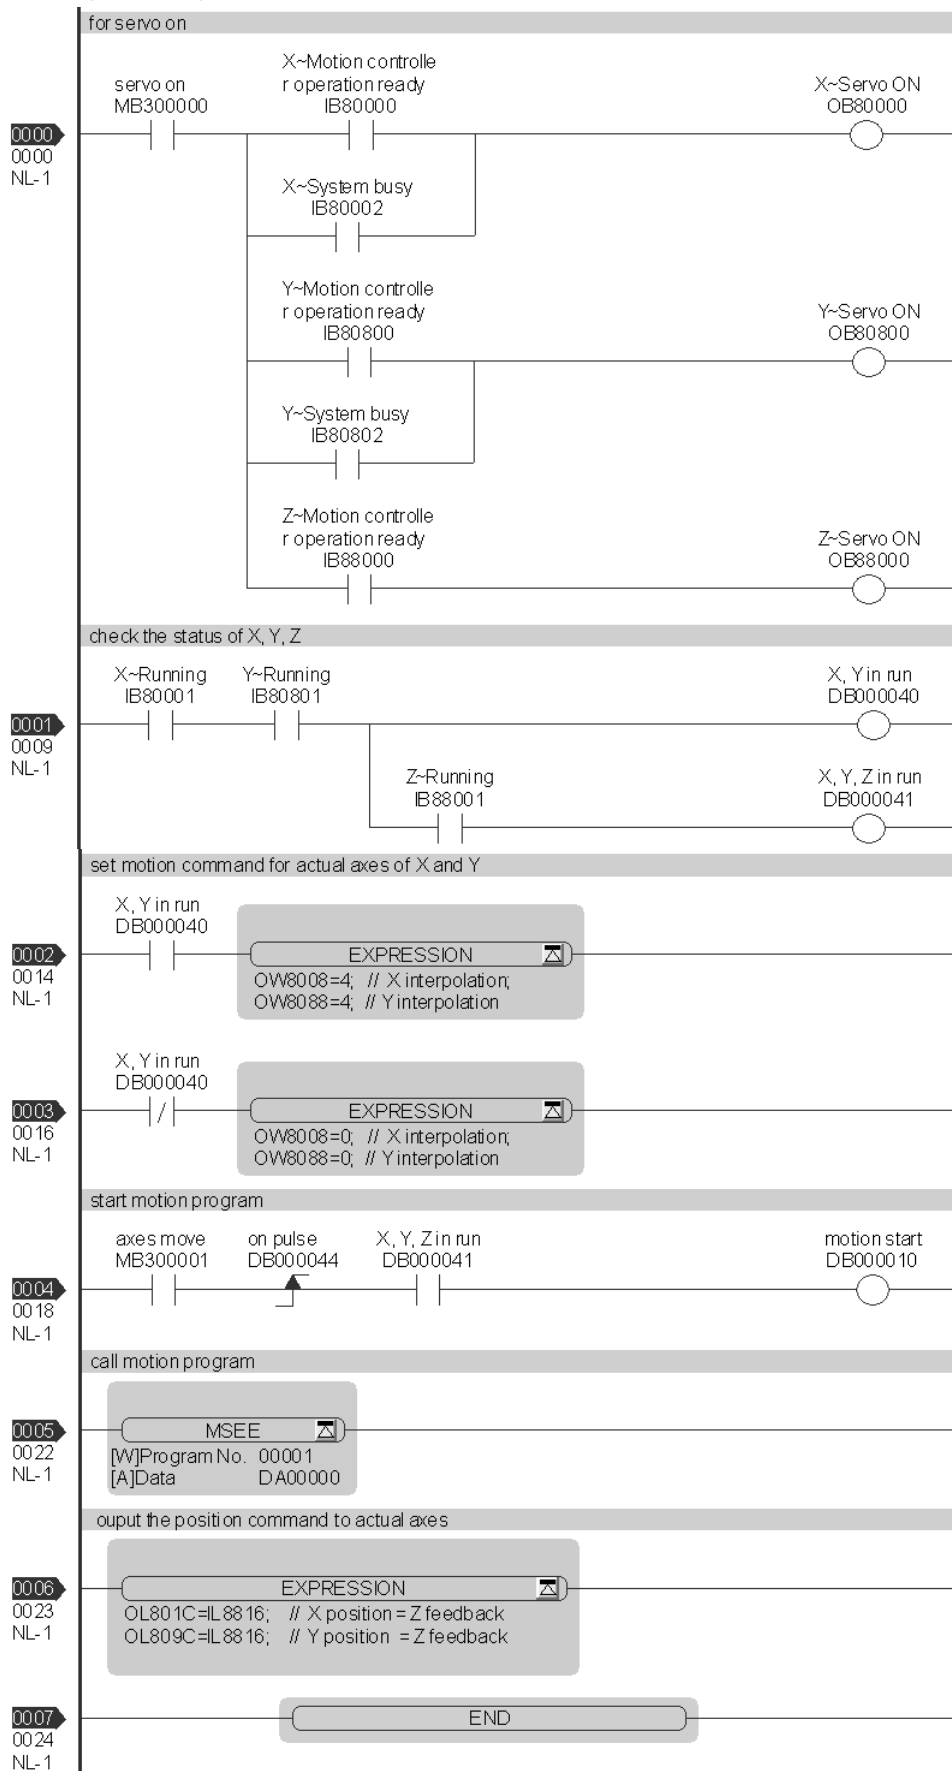 for servo on
servo on
MB300000
X~Motion controlle
r operation ready
IB80000
X~Servo ON
OB80000
0000
0000
NL-1
X~System busy
IB80002
Y~Motion controlle
r operation ready
IB80800
Y~Servo ON
OB80800
Y~System busy
IB80802
Z~Motion controlle
r operation ready
IB88000
Z~Servo ON
OB88000
check the status of X, Y, Z
X~Running
IB80001
Y~Running
IB80801
X, Y in run
DB000040
0001
0009
NL-1
Z~Running
IB88001
X, Y, Z in run
DB000041
set motion command for actual axes of X and Y
X, Y in run
DB000040
0002
0014
NL-1
EXPRESSION
OW8008=4; // X interpolation;
OW8088=4; // Y interpolation
X, Y in run
DB000040
0003
0016
NL-1
EXPRESSION
OW8008=0; // X interpolation;
OW8088=0; // Y interpolation
start motion program
axes move
MB300001
on pulse
DB000044
X, Y, Z in run
DB000041
motion start
DB000010
0004
0018
NL-1
call motion program
0005
0022
NL-1
MSEE
[W]Program No. 00001
[A]Data DA00000
ouput the position command to actual axes
0006
0023
NL-1
EXPRESSION
OL801C=IL8816; // X position = Z feedback
OL809C=IL8816; // Y position = Z feedback
0007
0024
NL-1
END